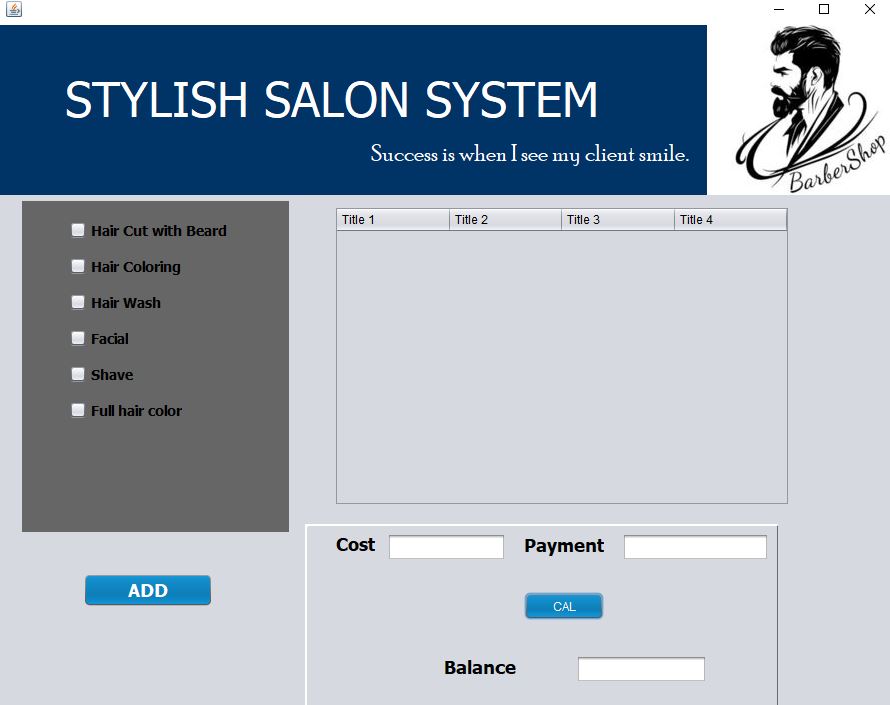 STYLISH SALON SYSTEM
Success is when I see my client smile.
BarberShop
Hair Cut with Beard
Hair Coloring
Hair Wash
Facial
Shave
Full hair color
ADD
Title 1 Title 2 Title 3 Title 4
Cost Payment
CAL
Balance